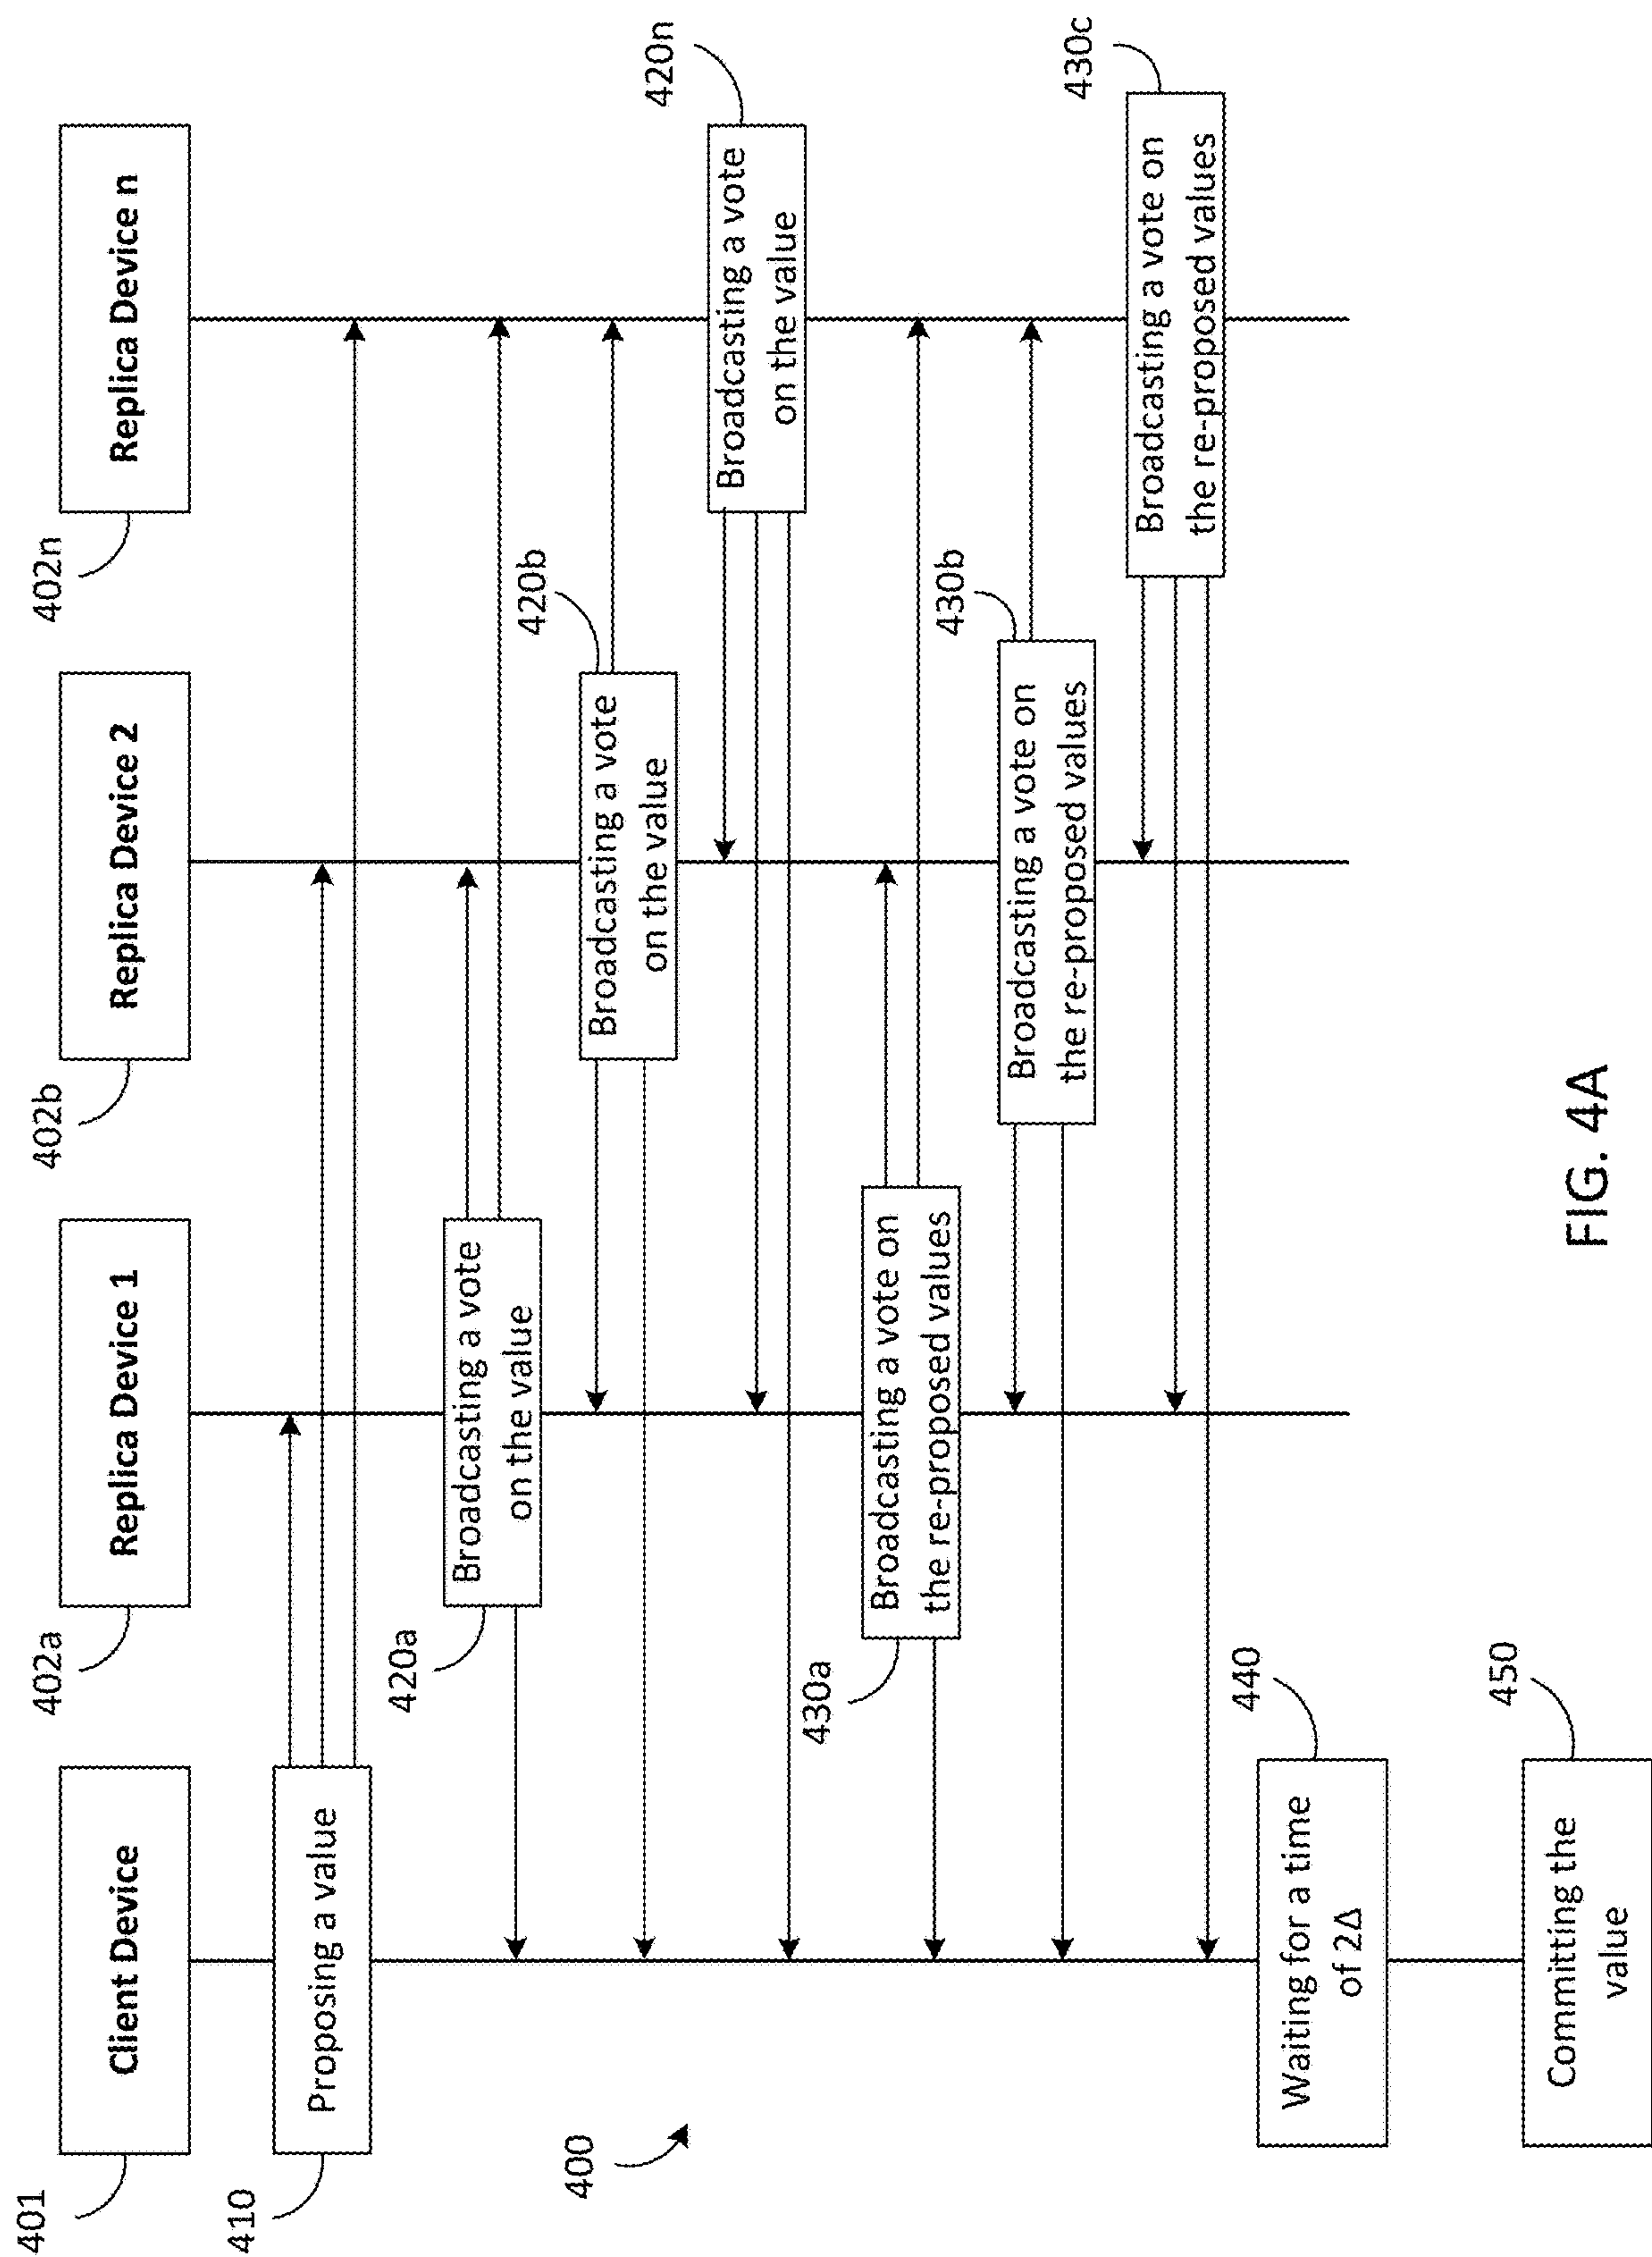 401
Client Device
402a
Replica Device 1
402b
Replica Device 2
402n
Replica Device n
410
Proposing a value
420a
Broadcasting a vote
on the value
420b
Broadcasting a vote
on the value
400
420n
Broadcasting a vote
on the value
430a
Broadcasting a vote on
the re-proposed values
430b
Broadcasting a vote on
the re-proposed values
430c
Broadcasting a vote on
the re-proposed values
440
Waiting for a time
of 2Δ
450
Committing the
value
FIG. 4A